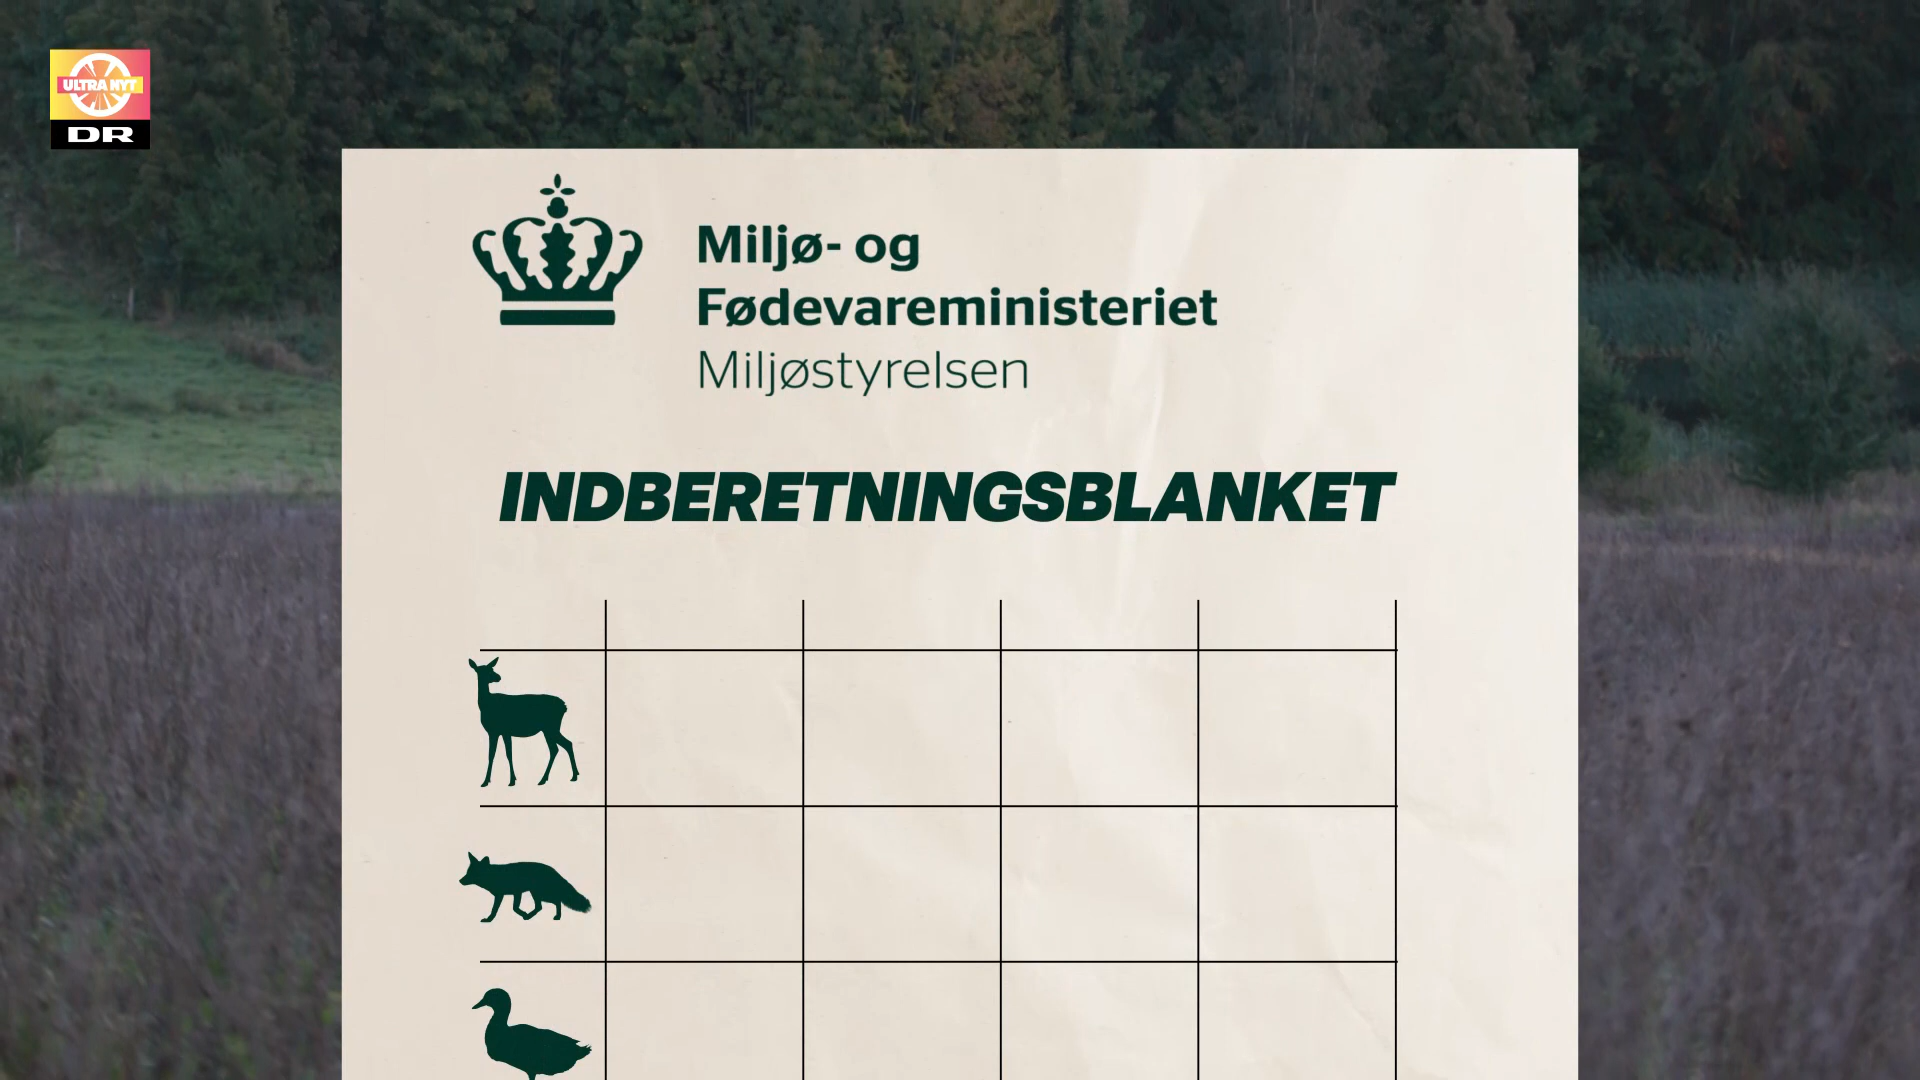 ULTRA NYT
DR
Miljø- og
Fødevareministeriet
Miljøstyrelsen
INDBERETNINGSBLANKET